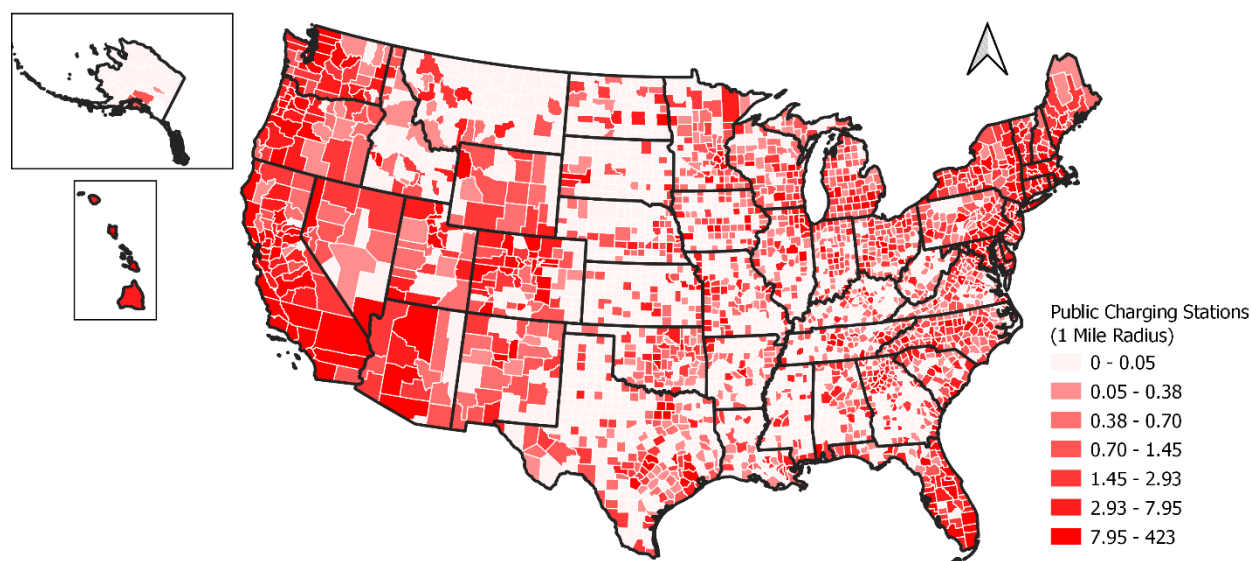 Public Charging Stations
(1 Mile Radius)
0 - 0.05
0.05 - 0.38
0.38 - 0.70
0.70 - 1.45
1.45 - 2.93
2.93 - 7.95
7.95 - 423